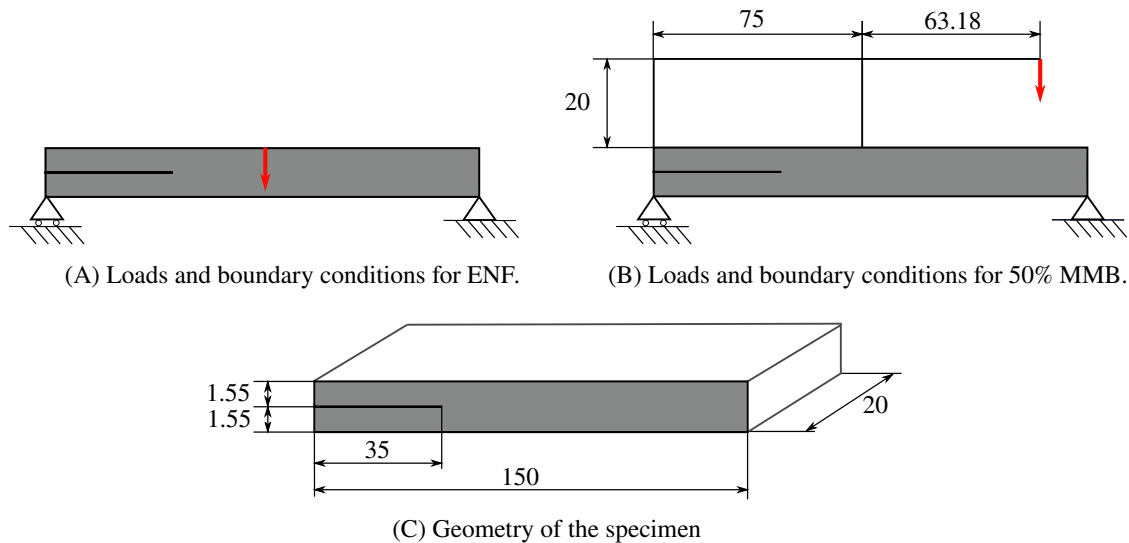 75
63.18
20
(A) Loads and boundary conditions for ENF.
(B) Loads and boundary conditions for 50% MMB.
1.55
1.55
20
35
150
(C) Geometry of the specimen